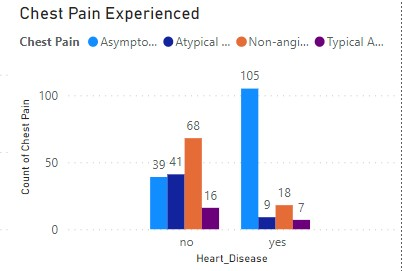 Chest Pain Experienced
Chest Pain Asympto... Atypical ... Non-angi... Typical A...
105
100
68
50
39 41
16
9 18 7
0
no yes
Count of Chest Pain
Heart_Disease